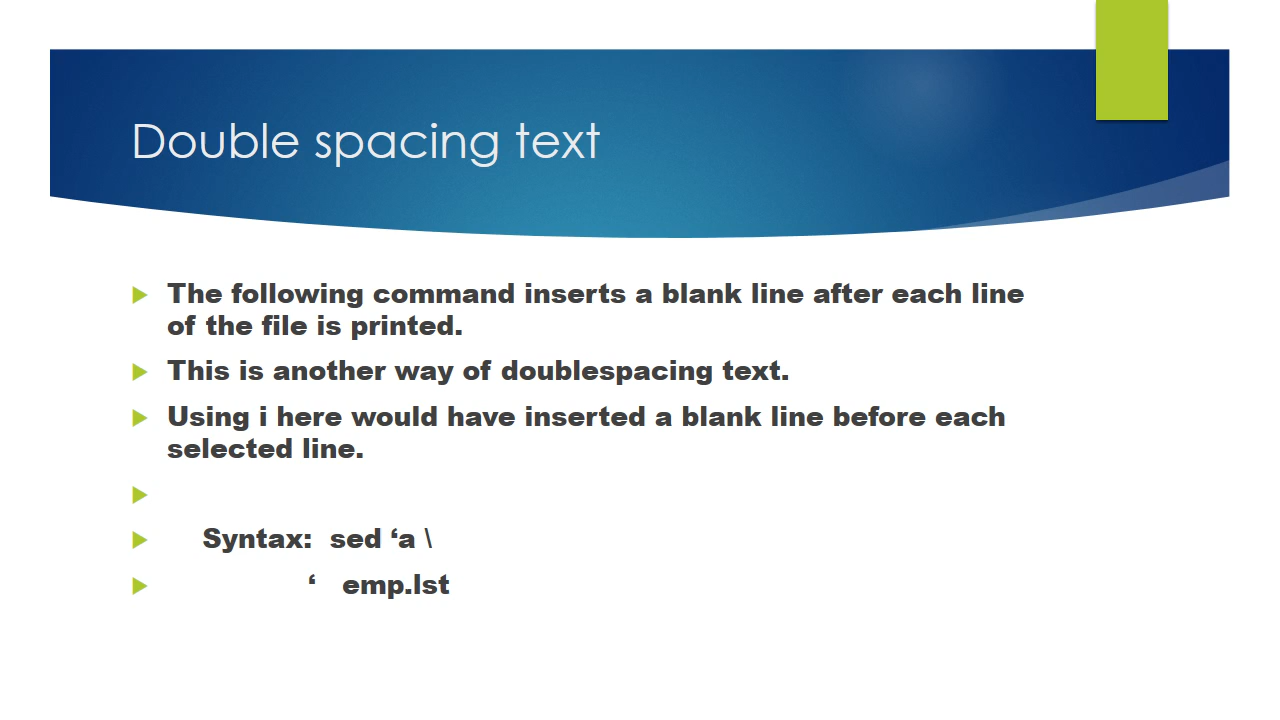 Double spacing text
The following command inserts a blank line after each line
of the file is printed.
This is another way of doublespacing text.
Using i here would have inserted a blank line before each
selected line.
Syntax: sed ‘a \
‘ emp.lst